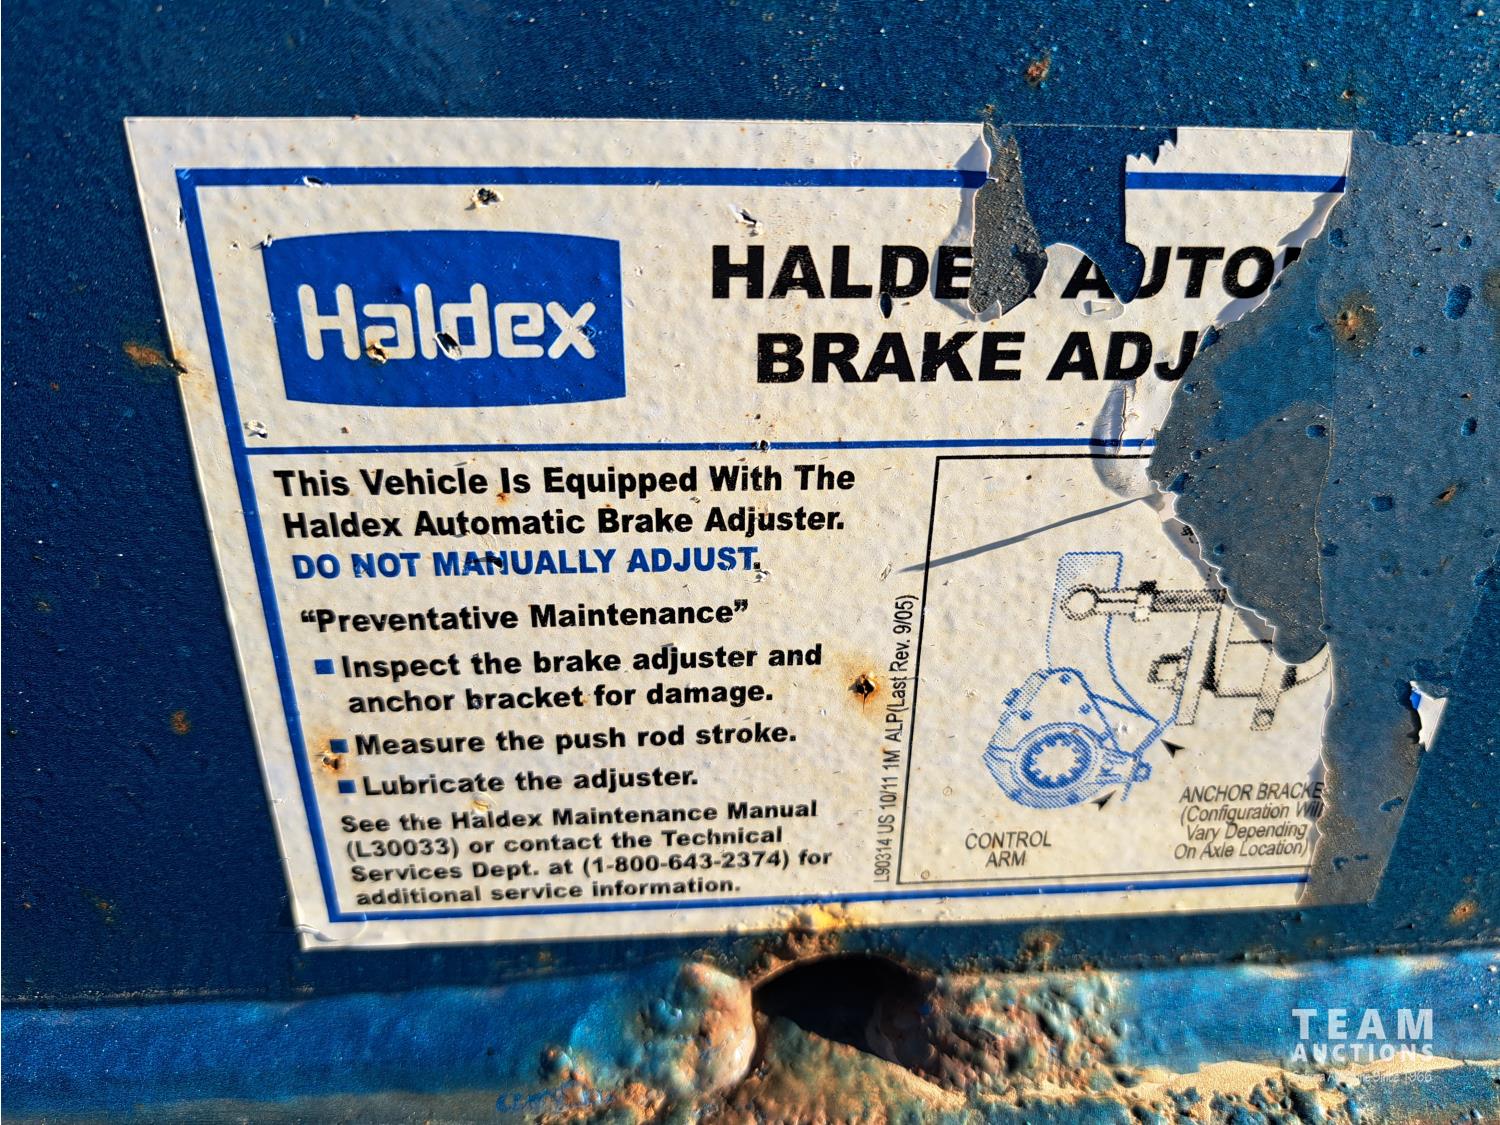 Haldex
HALDE AUTO
BRAKE ADJ
This Vehicle Is Equipped With The
Haldex Automatic Brake Adjuster.
DO NOT MANUALLY ADJUST.
“Preventative Maintenance”
Inspect the brake adjuster and
anchor bracket for damage.
Measure the push rod stroke.
Lubricate the adjuster.
See the Haldex Maintenance Manual
(L30033) or contact the Technical
Services Dept. at (1-800-643-2374) for
additional service information.
L90314 US 10/11 1M ALP(Last Rev. 9/05)
CONTROL
ARM
ANCHOR BRACKE
(Configuration Will
Vary Depending
On Axle Location)
TEAM
AUCTIONS